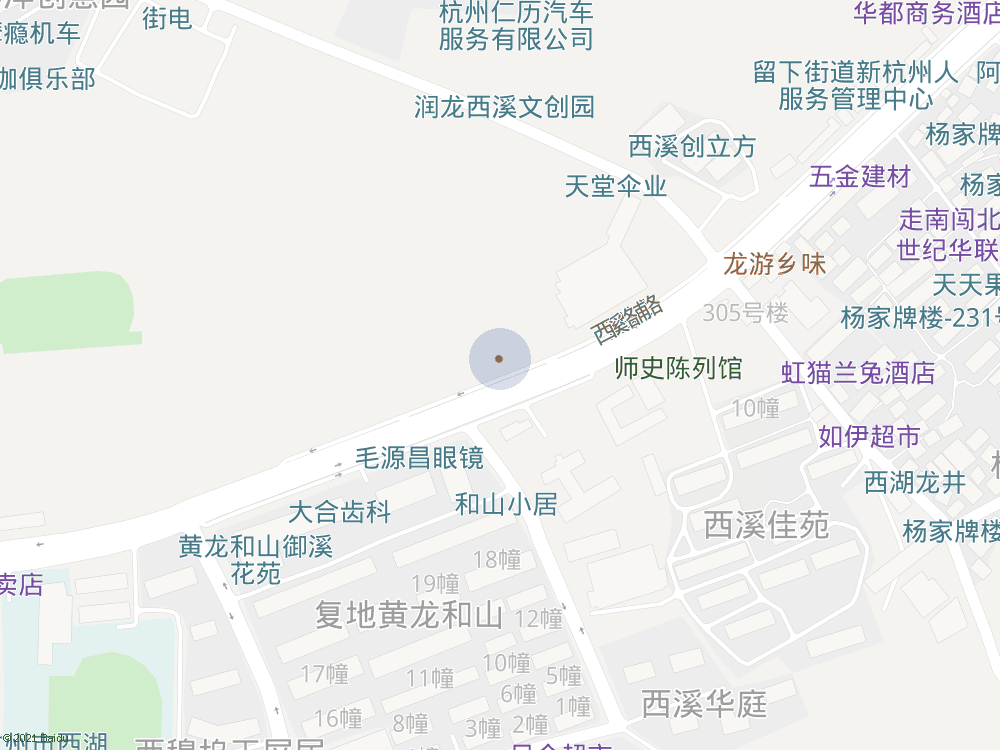 街电
杭州仁历汽车
服务有限公司
华都商务酒店
瘾机车
留下街道新杭州人
服务管理中心
阿
俱乐部
润龙西溪文创园
杨家牌
西溪创立方
五金建材
天堂伞业
杨家
走南闯北
世纪华联
龙游乡味
天天果
305号楼
杨家牌楼-231号
西溪路
师史陈列馆
虹猫兰兔酒店
10幢
如伊超市
毛源昌眼镜
西湖龙井
和山小居
大合齿科
西溪佳苑
杨家牌楼
黄龙和山御溪
花苑
18幢
卖店
19幢
复地黄龙和山
12幢
10幢
17幢
11幢
5幢
6幢
1幢
西溪华庭
16幢
8幢
3幢
2幢
州市西湖
© 2021 Baidu